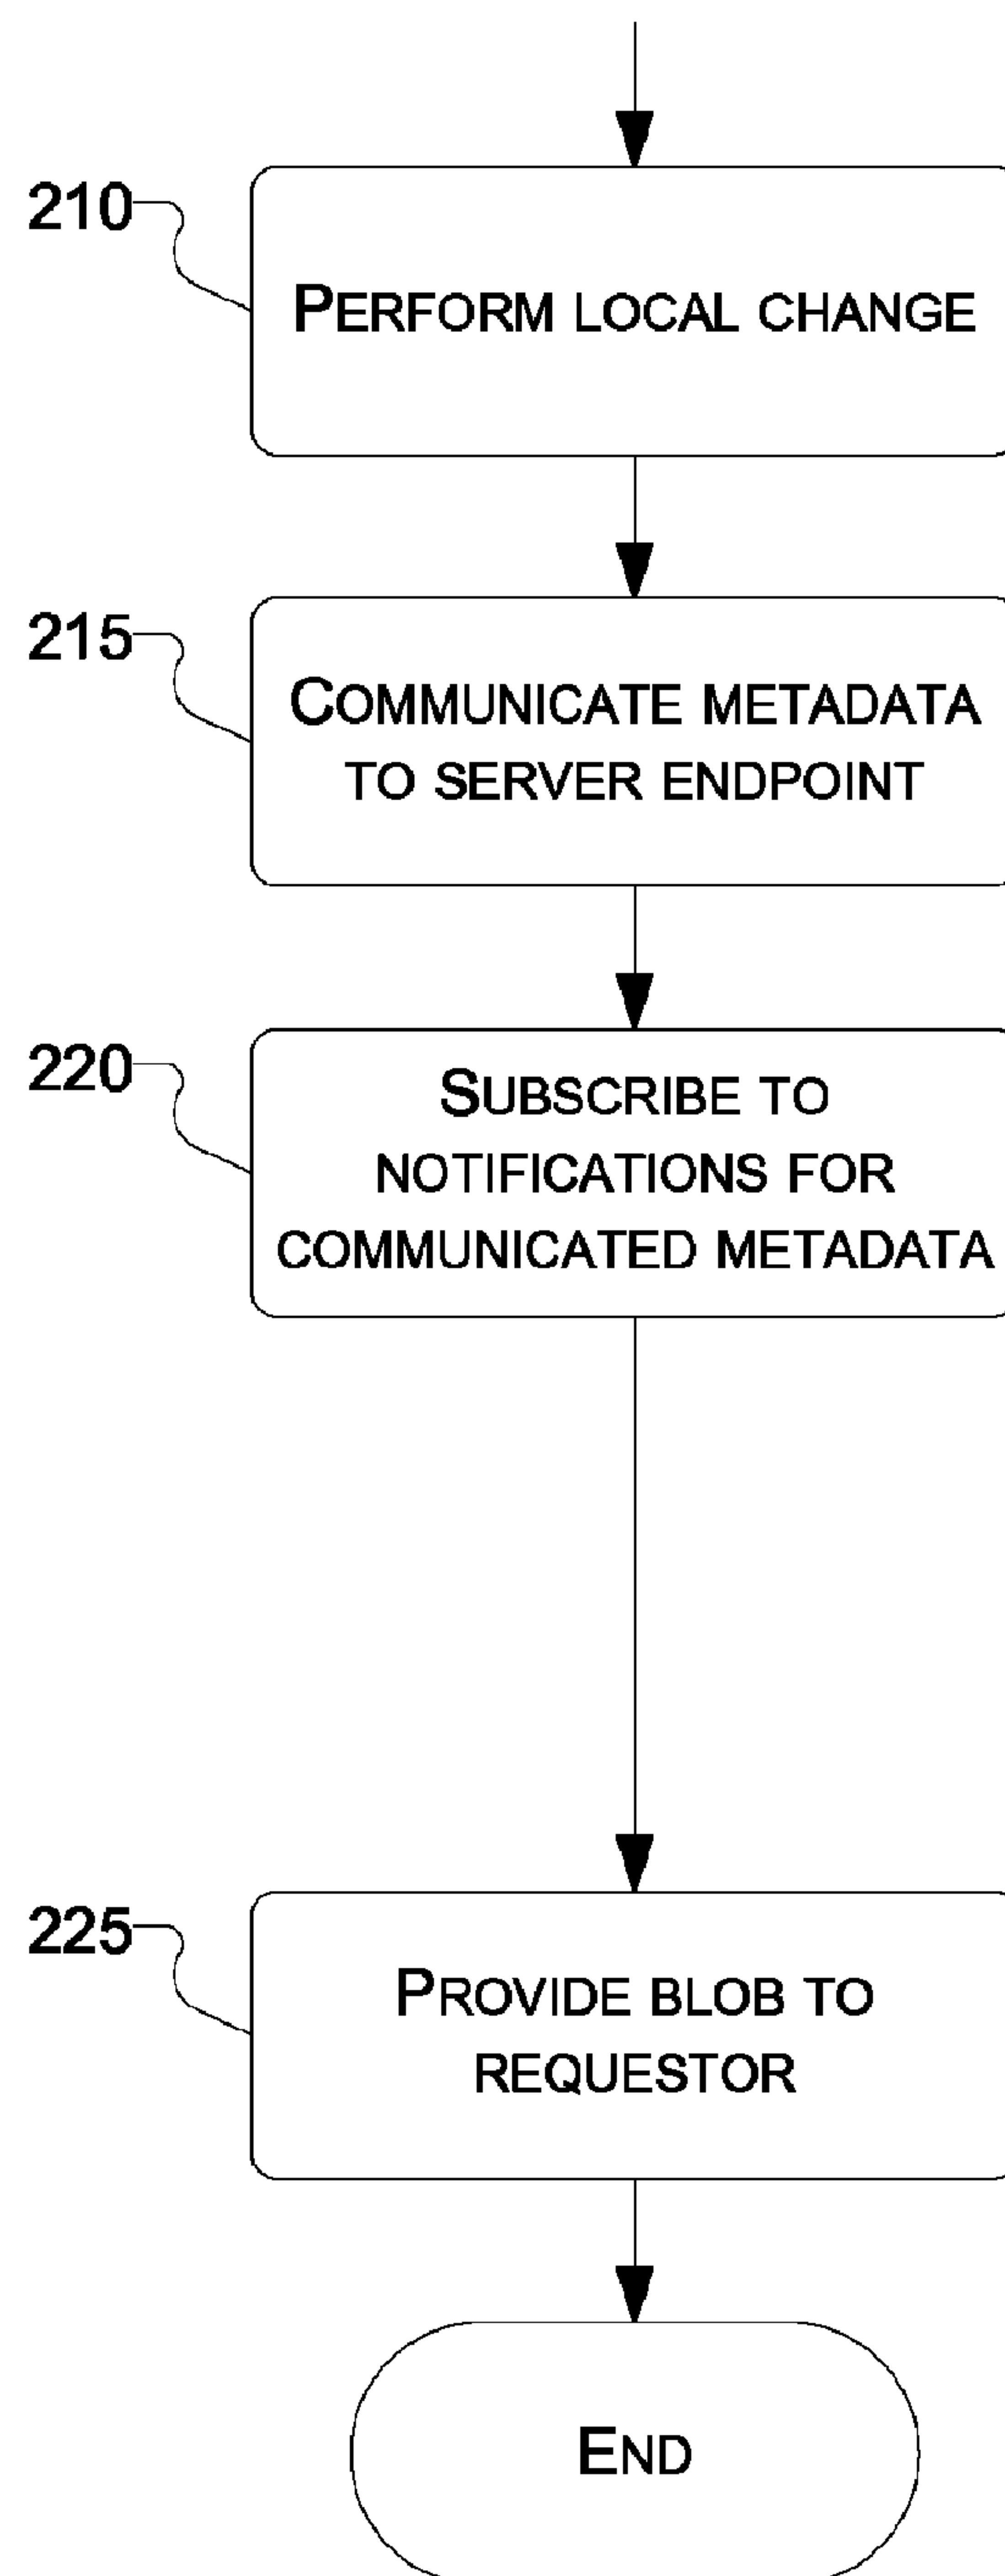 210
PERFORM LOCAL CHANGE
215
COMMUNICATE METADATA
TO SERVER ENDPOINT
220
SUBSCRIBE TO
NOTIFICATIONS FOR
COMMUNICATED METADATA
225
PROVIDE BLOB TO
REQUESTOR
END